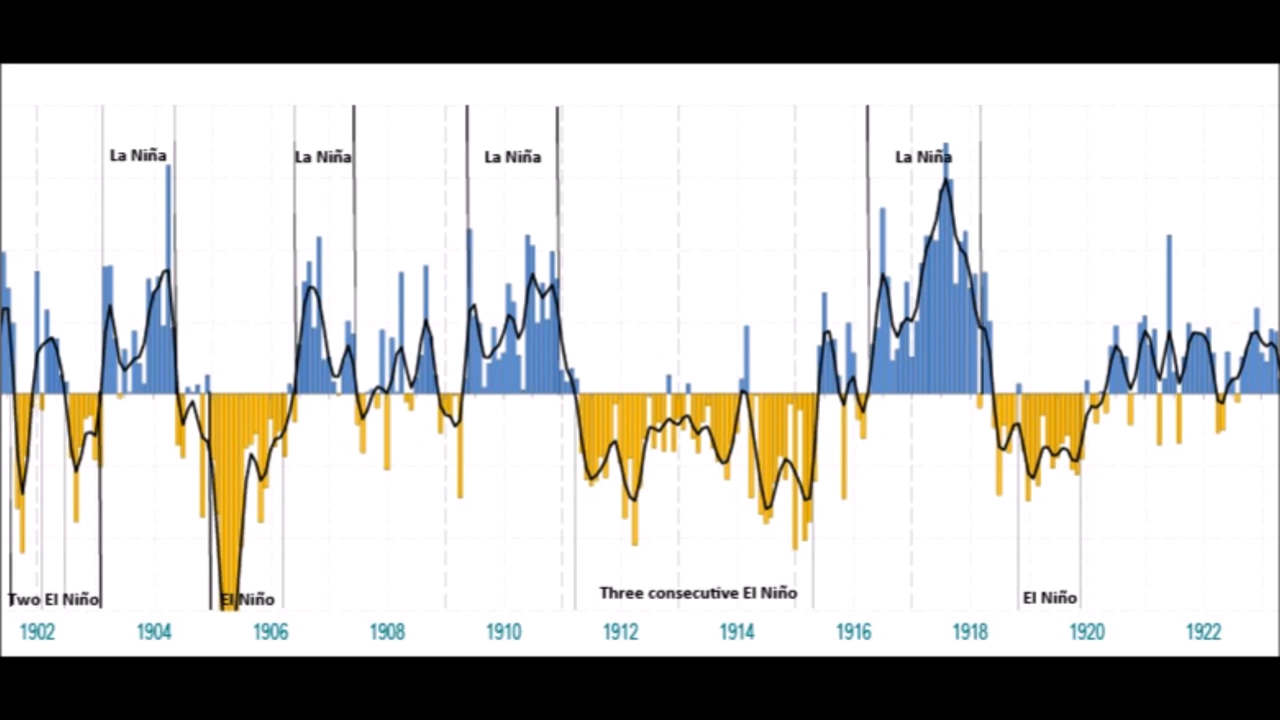 La Niña
La Niña
La Niña
La Niña
Two El Niño
El Niño
Three consecutive El Niño
El Niño
1902 1904 1906 1908 1910 1912 1914 1916 1918 1920 1922